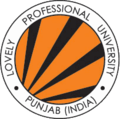 LOVELY PROFESSIONAL UNIVERSITY
• PUNJAB (INDIA) •